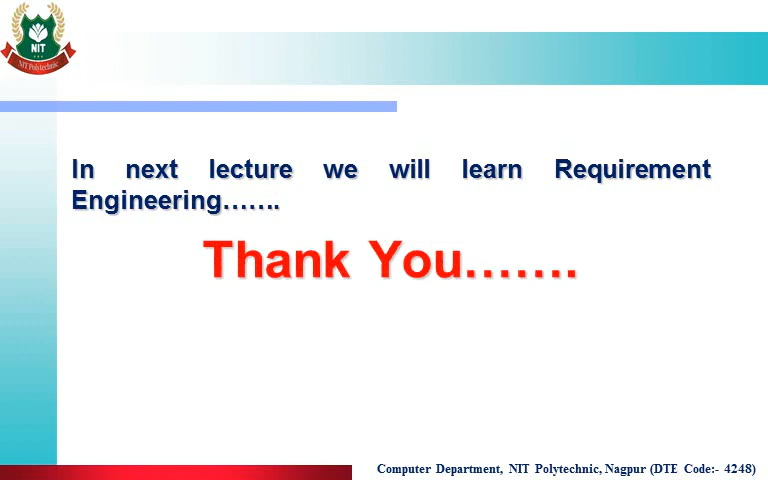 NIT
NIT Polytechnic
In next lecture we will learn Requirement
Engineering…….
Thank You…….
Computer Department, NIT Polytechnic, Nagpur (DTE Code:- 4248)